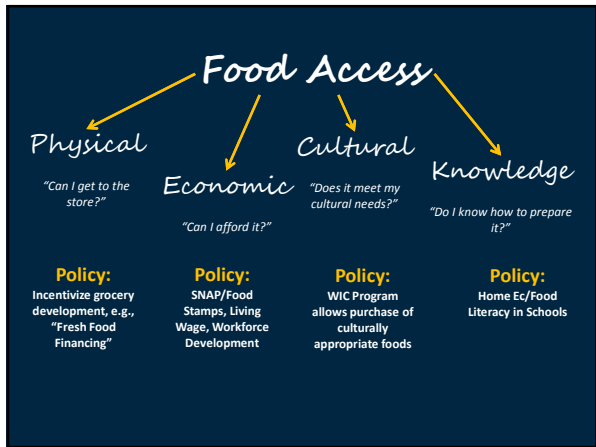 Food Access
Physical
“Can I get to the
store?”
Policy:
Incentivize grocery
development, e.g.,
“Fresh Food
Financing”
Economic
“Can I afford it?”
Policy:
SNAP/Food
Stamps, Living
Wage, Workforce
Development
Cultural
“Does it meet my
cultural needs?”
Policy:
WIC Program
allows purchase of
culturally
appropriate foods
Knowledge
“Do I know how to prepare
it?”
Policy:
Home Ec/Food
Literacy in Schools